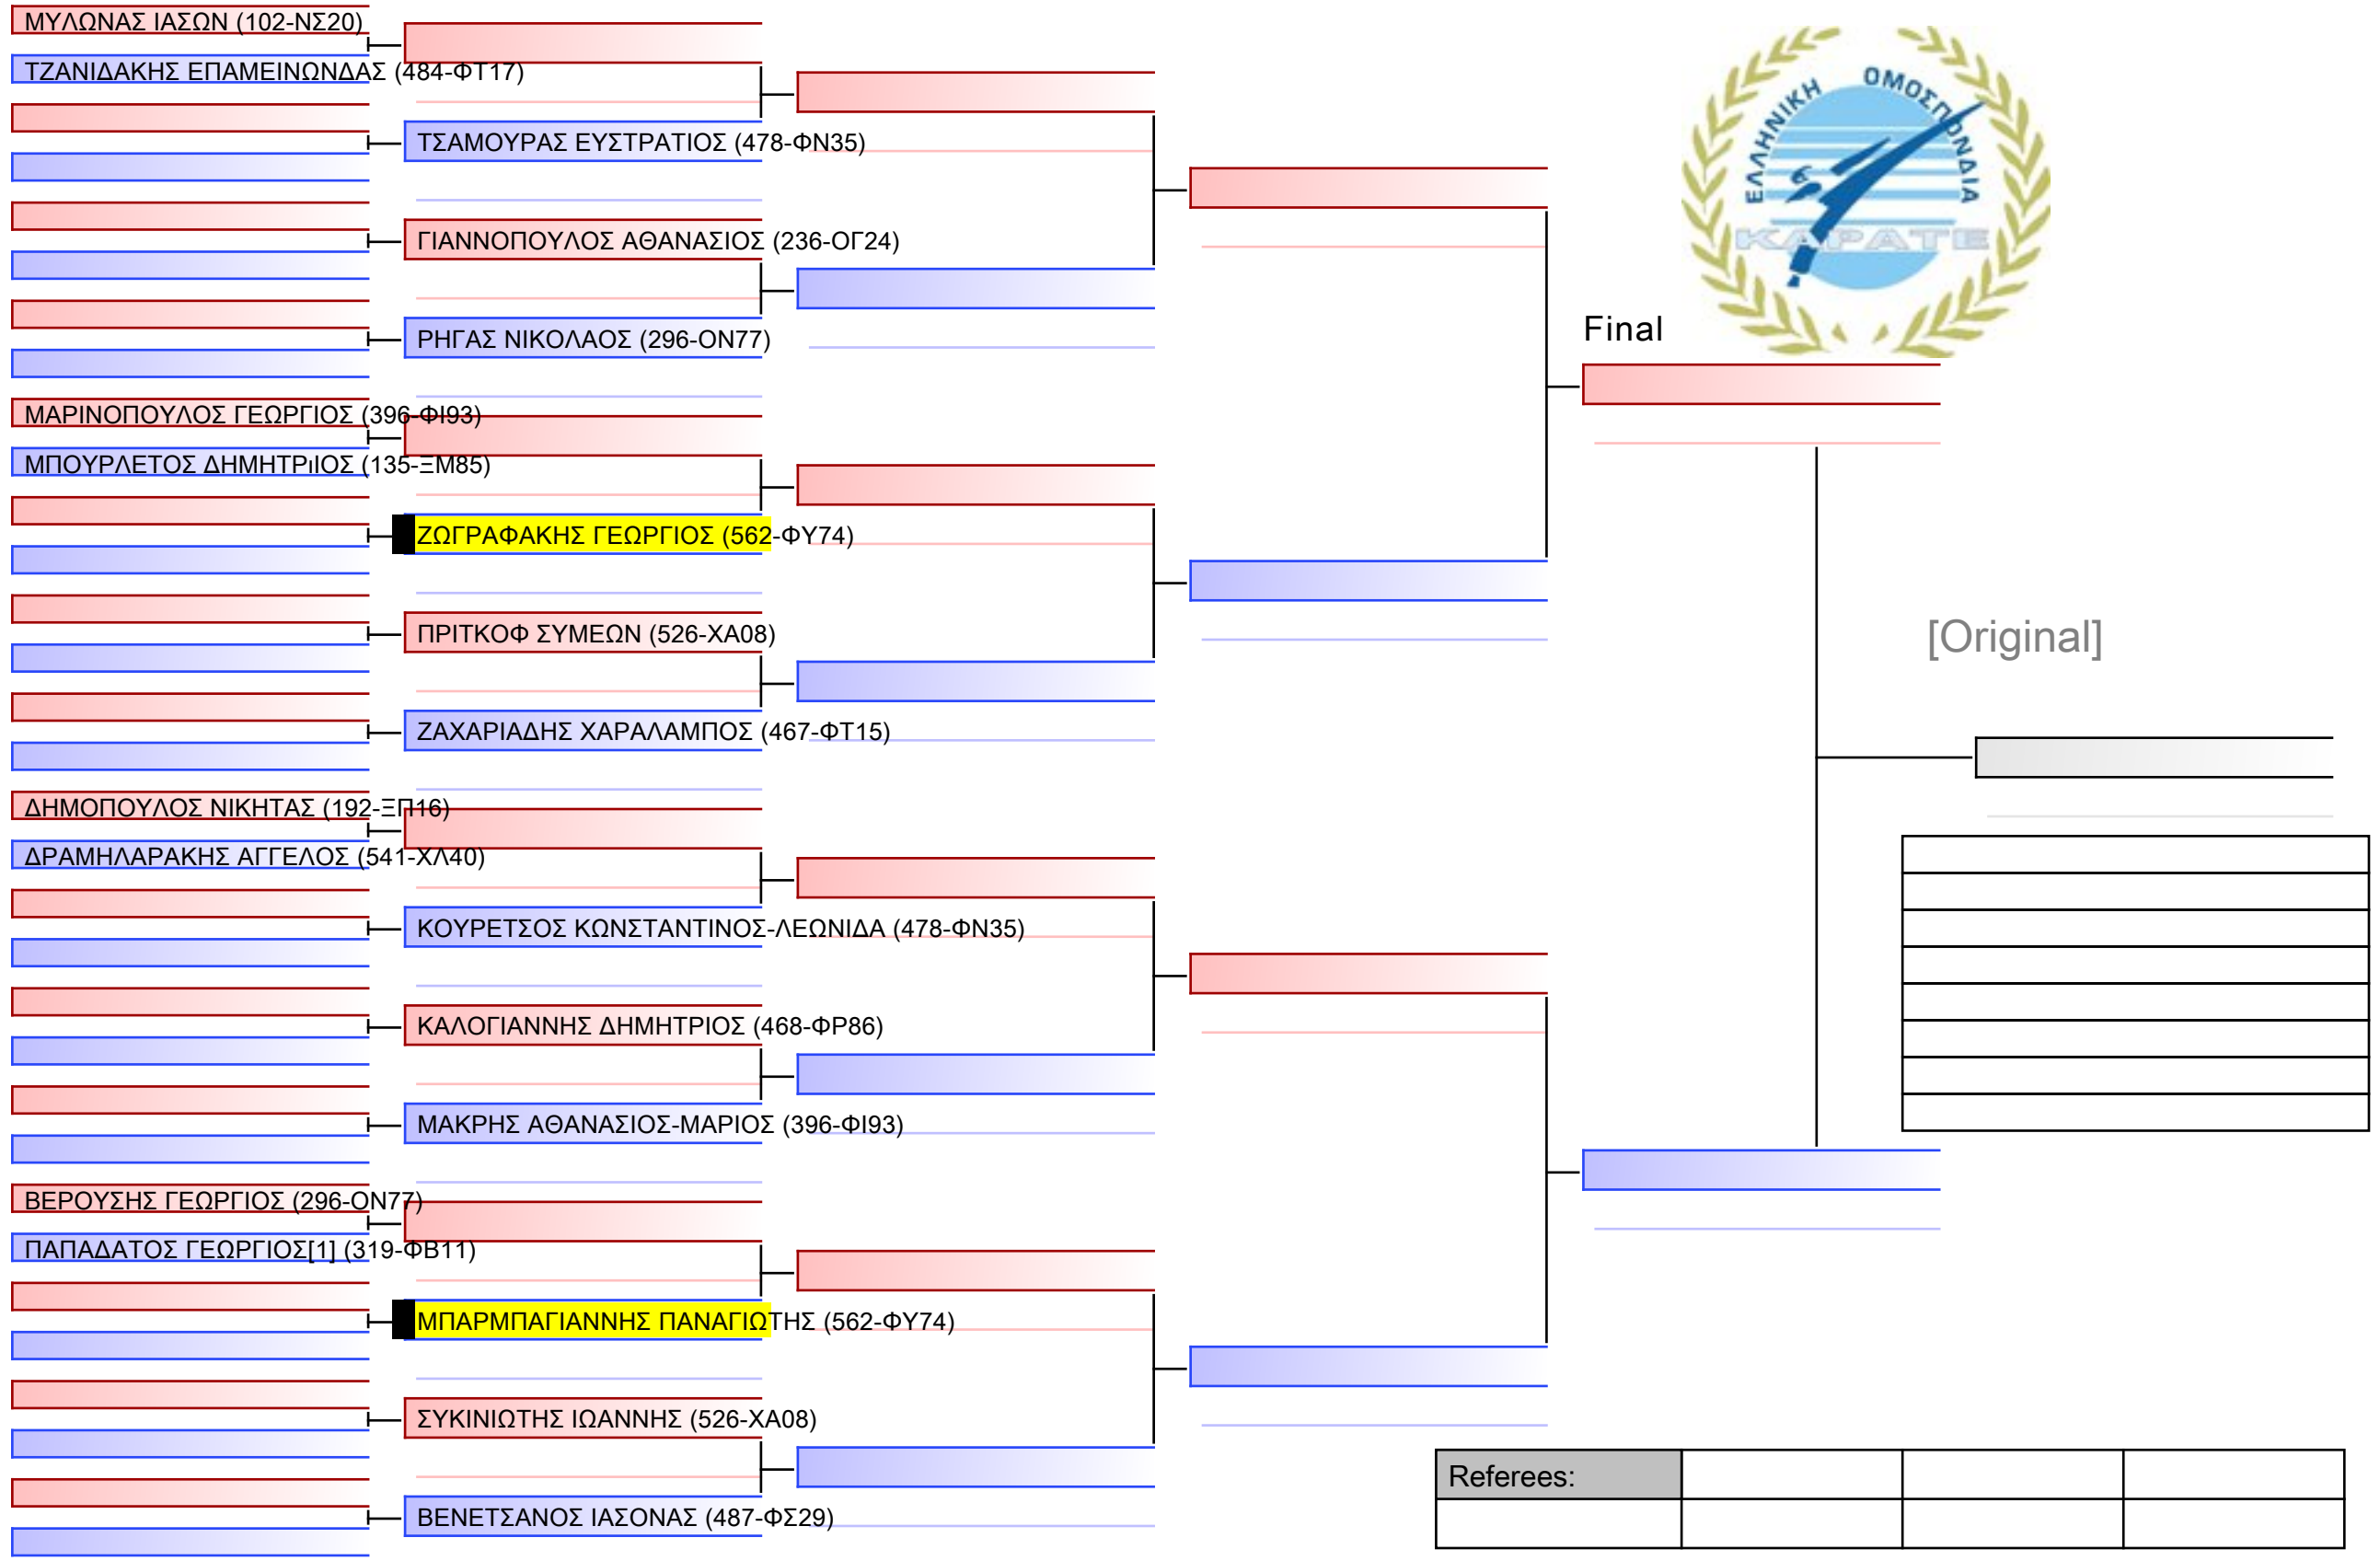 ΜΥΛΩΝΑΣ ΙΑΣΩΝ (102-ΝΣ20)
ΤΖΑΝΙΔΑΚΗΣ ΕΠΑΜΕΙΝΩΝΔΑΣ (484-ΦΤ17)
ΤΣΑΜΟΥΡΑΣ ΕΥΣΤΡΑΤΙΟΣ (478-ΦΝ35)
ΓΙΑΝΝΟΠΟΥΛΟΣ ΑΘΑΝΑΣΙΟΣ (236-ΟΓ24)
ΡΗΓΑΣ ΝΙΚΟΛΑΟΣ (296-ΟΝ77)
ΜΑΡΙΝΟΠΟΥΛΟΣ ΓΕΩΡΓΙΟΣ (396-ΦΙ93)
ΜΠΟΥΡΛΕΤΟΣ ΔΗΜΗΤΡιΙΟΣ (135-ΞΜ85)
ΖΩΓΡΑΦΑΚΗΣ ΓΕΩΡΓΙΟΣ (562-ΦΥ74)
ΠΡΙΤΚΟΦ ΣΥΜΕΩΝ (526-ΧΑ08)
ΖΑΧΑΡΙΑΔΗΣ ΧΑΡΑΛΑΜΠΟΣ (467-ΦΤ15)
ΔΗΜΟΠΟΥΛΟΣ ΝΙΚΗΤΑΣ (192-ΞΠ16)
ΔΡΑΜΗΛΑΡΑΚΗΣ ΑΓΓΕΛΟΣ (541-ΧΛ40)
ΚΟΥΡΕΤΣΟΣ ΚΩΝΣΤΑΝΤΙΝΟΣ-ΛΕΩΝΙΔΑ (478-ΦΝ35)
ΚΑΛΟΓΙΑΝΝΗΣ ΔΗΜΗΤΡΙΟΣ (468-ΦΡ86)
ΜΑΚΡΗΣ ΑΘΑΝΑΣΙΟΣ-ΜΑΡΙΟΣ (396-ΦΙ93)
ΒΕΡΟΥΣΗΣ ΓΕΩΡΓΙΟΣ (296-ΟΝ77)
ΠΑΠΑΔΑΤΟΣ ΓΕΩΡΓΙΟΣ[1] (319-ΦΒ11)
ΜΠΑΡΜΠΑΓΙΑΝΝΗΣ ΠΑΝΑΓΙΩΤΗΣ (562-ΦΥ74)
ΣΥΚΙΝΙΩΤΗΣ ΙΩΑΝΝΗΣ (526-ΧΑ08)
ΒΕΝΕΤΣΑΝΟΣ ΙΑΣΟΝΑΣ (487-ΦΣ29)
ΕΛΛΗΝΙΚΗ ΟΜΟΣΠΟΝΔΙΑ
ΚΑΡΑΤΕ
Final
[Original]
Referees: